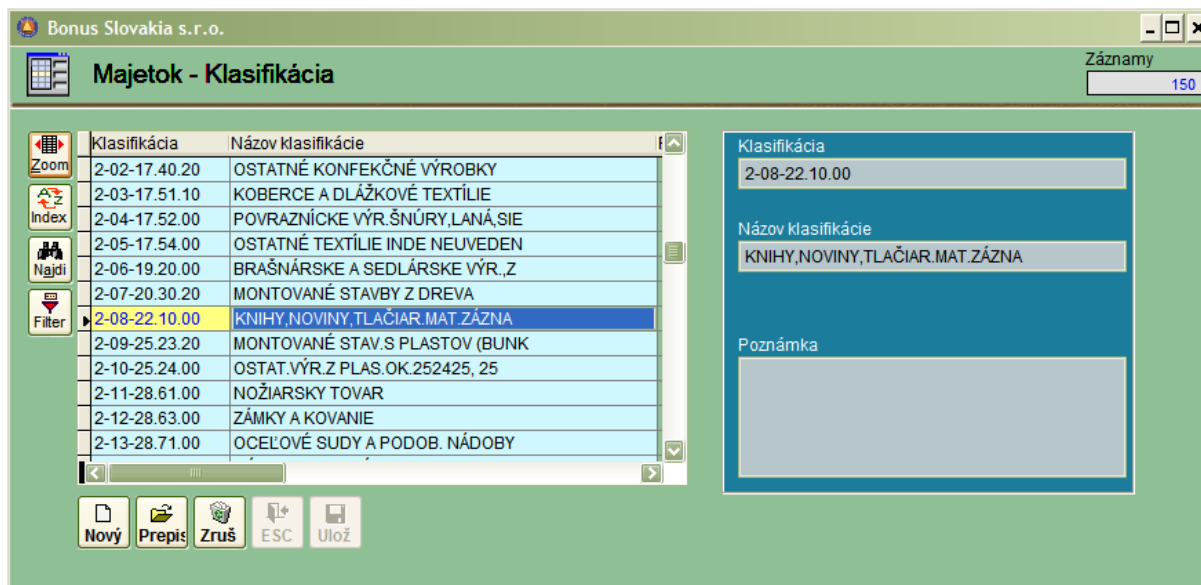 Bonus Slovakia s.r.o.
Majetok - Klasifikácia
Záznamy
150
Zoom
Index
Najdi
Filter
Klasifikácia Názov klasifikácie
2-02-17.40.20 OSTATNÉ KONFEKČNÉ VÝROBKY
2-03-17.51.10 KOBERCE A DLÁŽKOVÉ TEXTÍLIE
2-04-17.52.00 POVRAZNÍCKE VÝR.ŠNÚRY,LANÁ,SIE
2-05-17.54.00 OSTATNÉ TEXTÍLIE INDE NEUVEDEN
2-06-19.20.00 BRAŠNÁRSKE A SEDLÁRSKE VÝR.,Z
2-07-20.30.20 MONTOVANÉ STAVBY Z DREVA
2-08-22.10.00 KNIHY,NOVINY,TLAČIAR.MAT.ZÁZNA
2-09-25.23.20 MONTOVANÉ STAV.S PLASTOV (BUNK
2-10-25.24.00 OSTAT.VÝR.Z PLAS.OK.252425, 25
2-11-28.61.00 NOŽIARSKY TOVAR
2-12-28.63.00 ZÁMKY A KOVANIE
2-13-28.71.00 OCEĽOVÉ SUDY A PODOB. NÁDOBY
Klasifikácia
2-08-22.10.00
Názov klasifikácie
KNIHY,NOVINY,TLAČIAR.MAT.ZÁZNA
Poznámka
Nový Prepis Zruš ESC Ulož